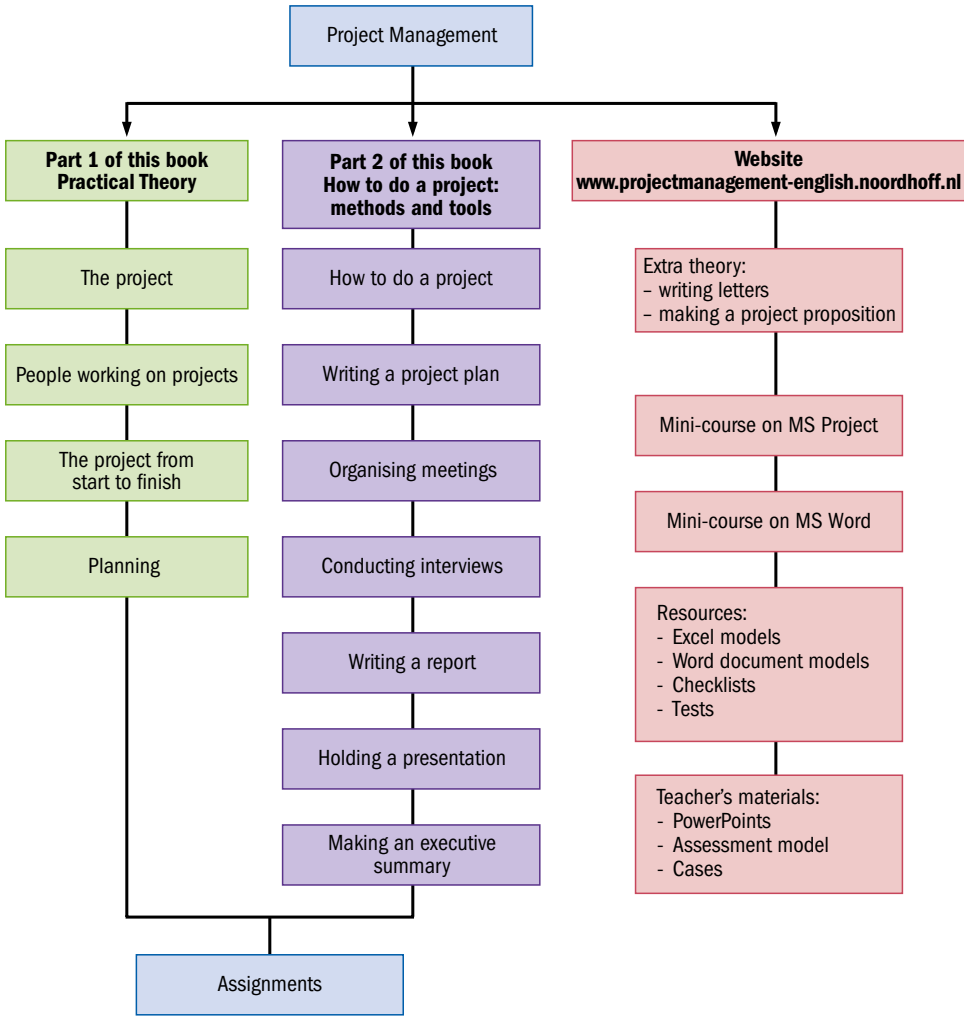 Project Management
Part 1 of this book
Practical Theory
The project
People working on projects
The project from
start to finish
Planning
Part 2 of this book
How to do a project:
methods and tools
How to do a project
Writing a project plan
Organising meetings
Conducting interviews
Writing a report
Holding a presentation
Making an executive
summary
Website
www.projectmanagement-english.noordhoff.nl
Extra theory:
– writing letters
– making a project proposition
Mini-course on MS Project
Mini-course on MS Word
Resources:
- Excel models
- Word document models
- Checklists
- Tests
Teacher’s materials:
- PowerPoints
- Assessment model
- Cases
Assignments